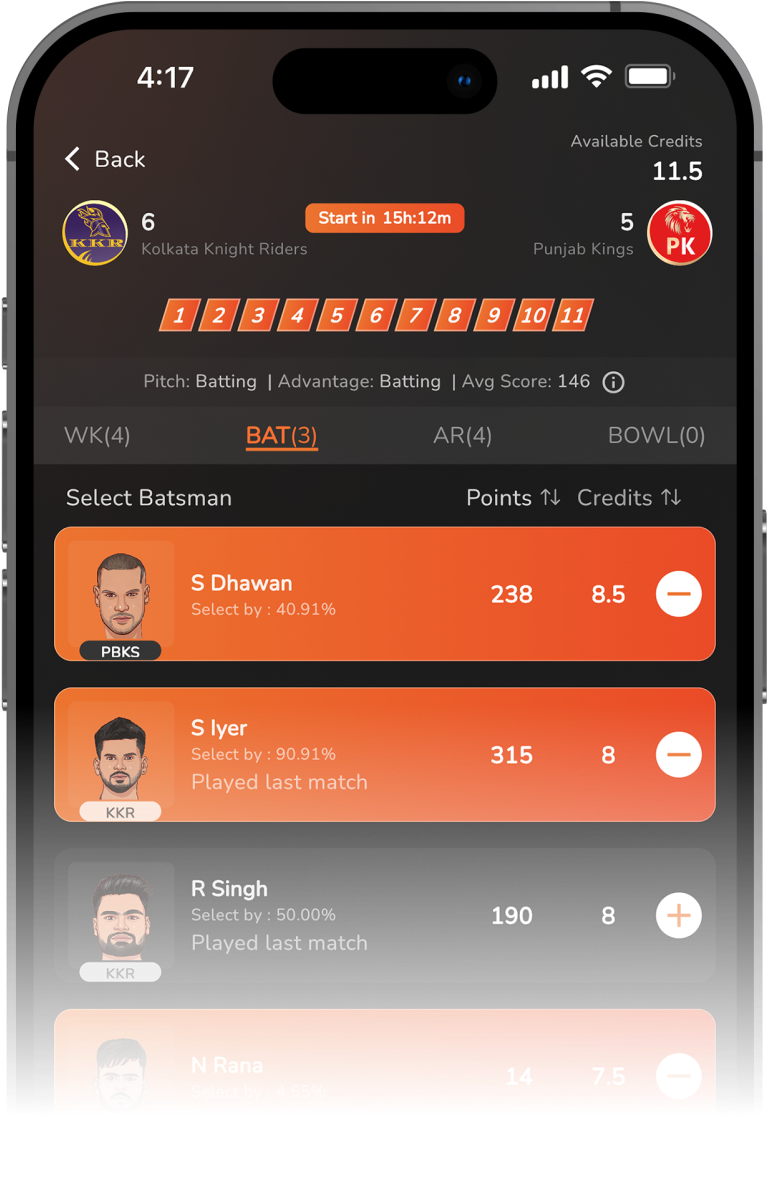 4:17
Back
Available Credits
11.5
6
Kolkata Knight Riders
KKR
Start in 15h:12m
5
Punjab Kings
PK
1 2 3 4 5 6 7 8 9 10 11
Pitch: Batting | Advantage: Batting | Avg Score: 146
WK(4) BAT(3) AR(4) BOWL(0)
Select Batsman Points Credits
S Dhawan
Select by : 40.91%
238 8.5
PBKS
S Iyer
Select by : 90.91%
Played last match
315 8
KKR
R Singh
Select by : 50.00%
Played last match
190 8
KKR
N Rana
14 7.5
Select by :